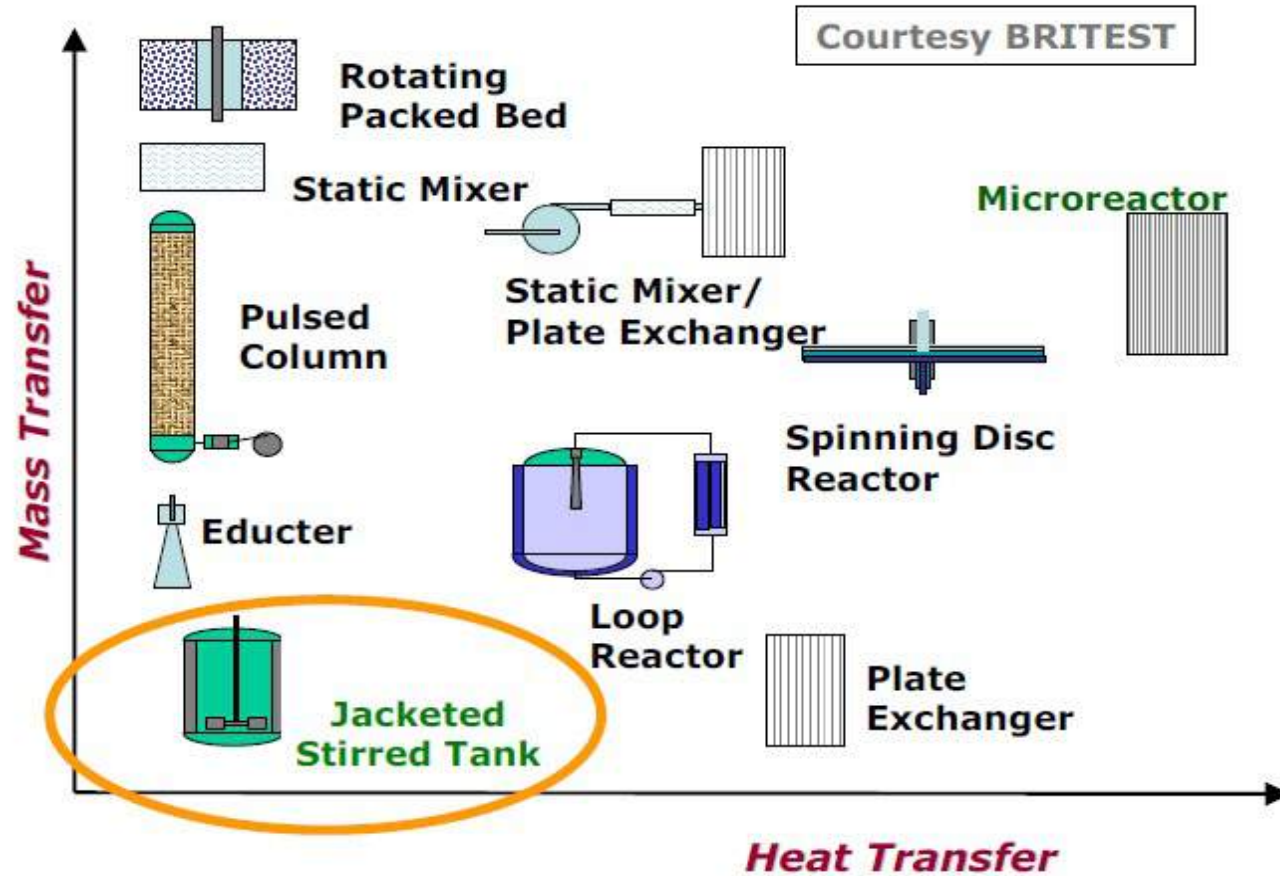 Courtesy BRITEST
Rotating
Packed Bed
Static Mixer
Microreactor
Static Mixer/
Plate Exchanger
Pulsed
Column
Mass Transfer
Spinning Disc
Reactor
Educter
Loop
Reactor
Plate
Exchanger
Jacketed
Stirred Tank
Heat Transfer